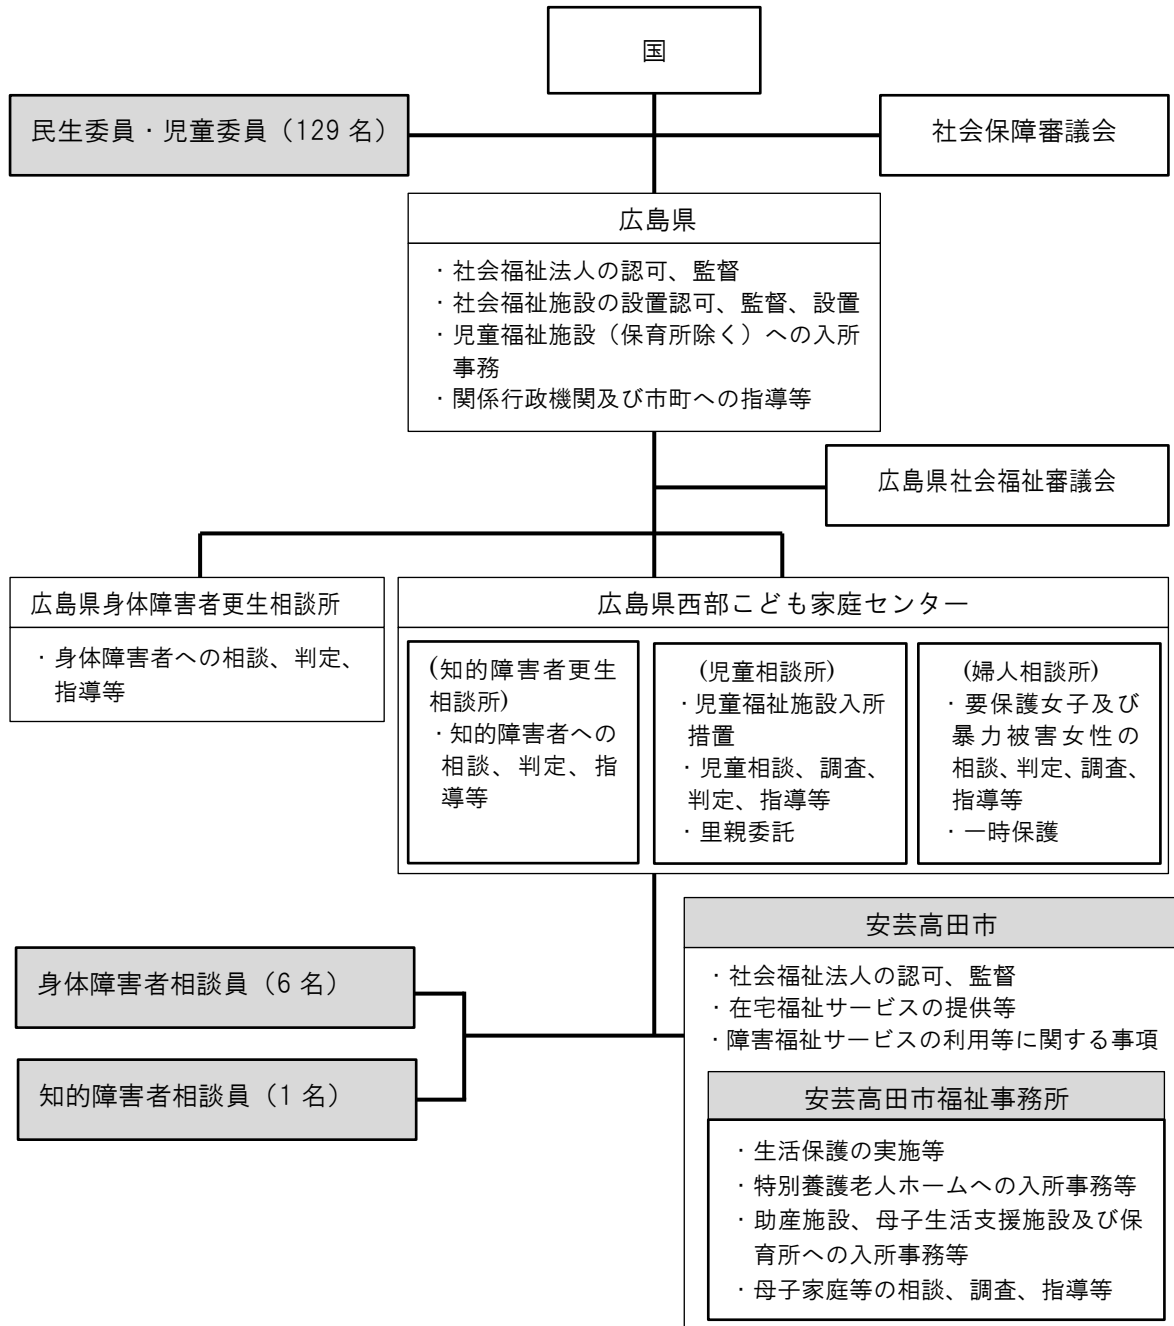 国
民生委員・児童委員（129 名）
社会保障審議会
広島県
・社会福祉法人の認可、監督
・社会福祉施設の設置認可、監督、設置
・児童福祉施設（保育所除く）への入所
事務
・関係行政機関及び市町への指導等
広島県社会福祉審議会
広島県身体障害者更生相談所
・身体障害者への相談、判定、
指導等
広島県西部こども家庭センター
(知的障害者更生
相談所)
・知的障害者への
相談、判定、指
導等
(児童相談所)
・児童福祉施設入所
措置
・児童相談、調査、
判定、指導等
・里親委託
(婦人相談所)
・要保護女子及び
暴力被害女性の
相談、判定、調査、
指導等
・一時保護
身体障害者相談員（6 名）
知的障害者相談員（1 名）
安芸高田市
・社会福祉法人の認可、監督
・在宅福祉サービスの提供等
・障害福祉サービスの利用等に関する事項
安芸高田市福祉事務所
・生活保護の実施等
・特別養護老人ホームへの入所事務等
・助産施設、母子生活支援施設及び保
育所への入所事務等
・母子家庭等の相談、調査、指導等